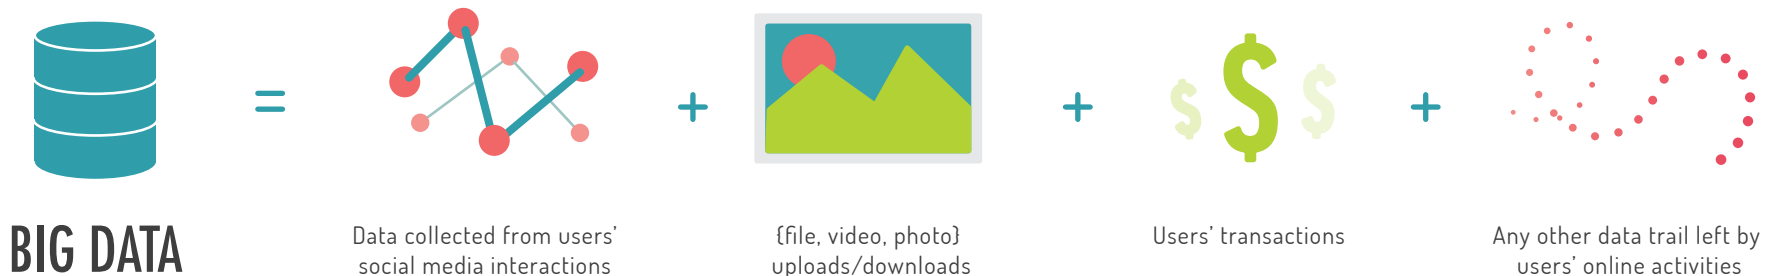 BIG DATA
=
Data collected from users’
social media interactions
+
{file, video, photo}
uploads/downloads
+
$ $ $
Users’ transactions
+
Any other data trail left by
users’ online activities